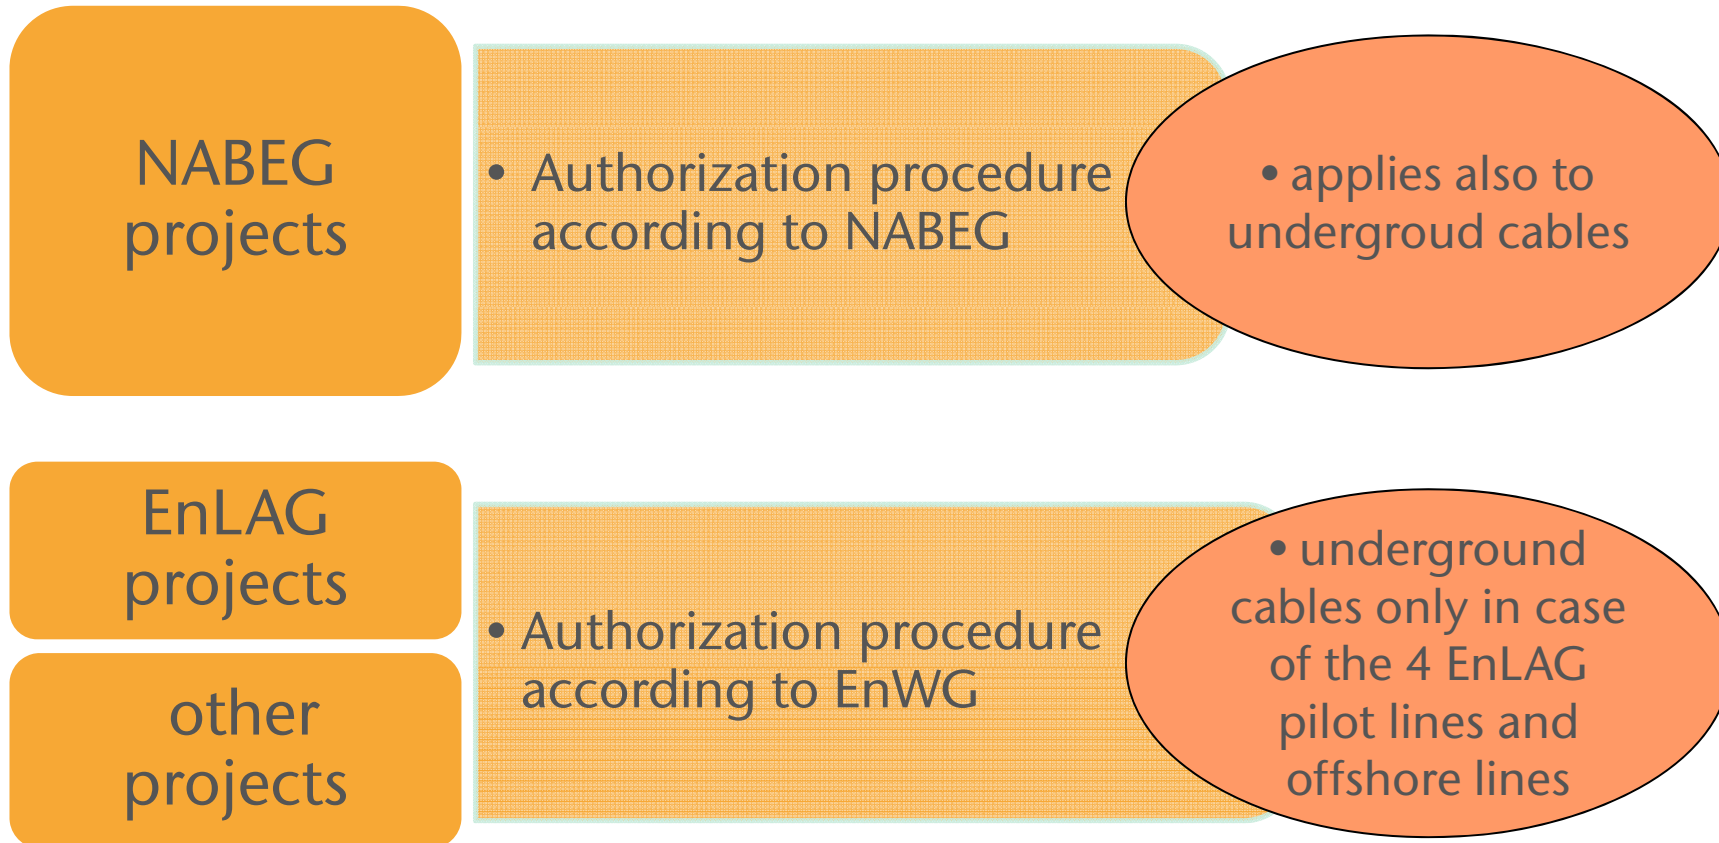 NABEG
projects
• Authorization procedure
according to NABEG
• applies also to
undergroud cables
EnLAG
projects
other
projects
• Authorization procedure
according to EnWG
• underground
cables only in case
of the 4 EnLAG
pilot lines and
offshore lines